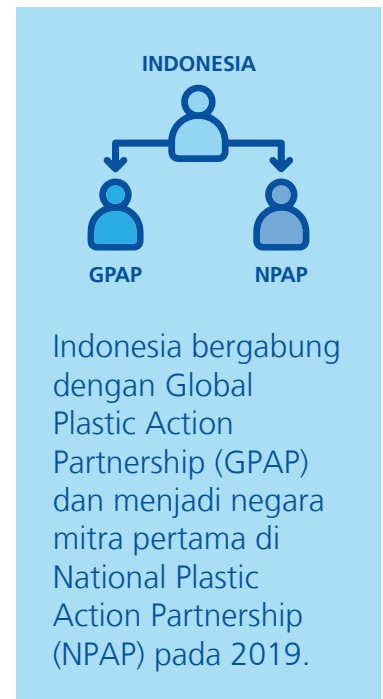 INDONESIA
GPAP
NPAP
Indonesia bergabung
dengan Global
Plastic Action
Partnership (GPAP)
dan menjadi negara
mitra pertama di
National Plastic
Action Partnership
(NPAP) pada 2019.